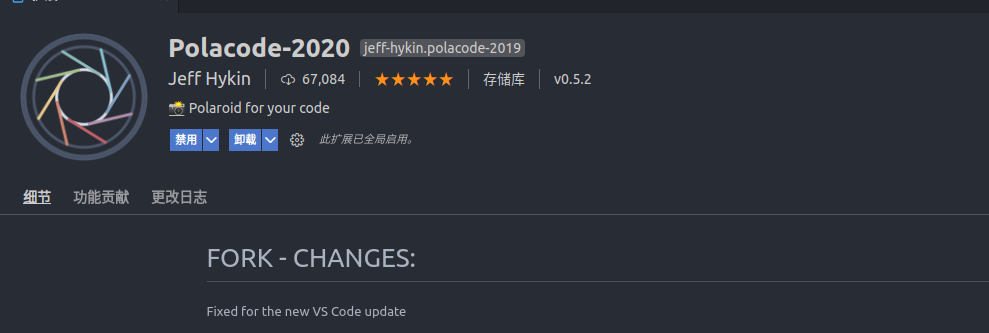 Polacode-2020 jeff-hykin.polacode-2019
Jeff Hykin 67,084 ★★★★★ 存储库 v0.5.2
📸 Polaroid for your code
禁用 卸载 此扩展已全局启用。
细节 功能贡献 更改日志
FORK - CHANGES:
Fixed for the new VS Code update